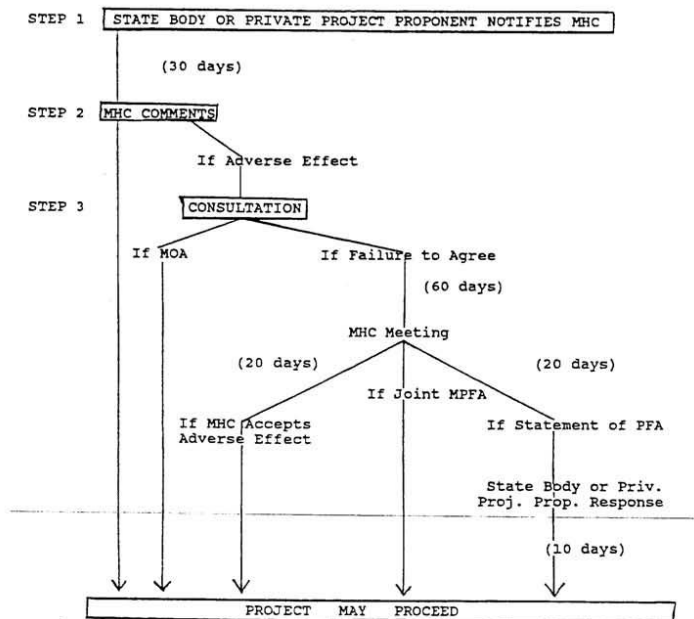 STEP 1 STATE BODY OR PRIVATE PROJECT PROPONENT NOTIFIES MHC
(30 days)
STEP 2 MHC COMMENTS
If Adverse Effect
STEP 3 CONSULTATION
If MOA If Failure to Agree
(60 days)
MHC Meeting
(20 days) (20 days)
If Joint MPFA
If MHC Accepts If Statement of PFA
Adverse Effect
State Body or Priv.
Proj. Prop. Response
(10 days)
PROJECT MAY PROCEED